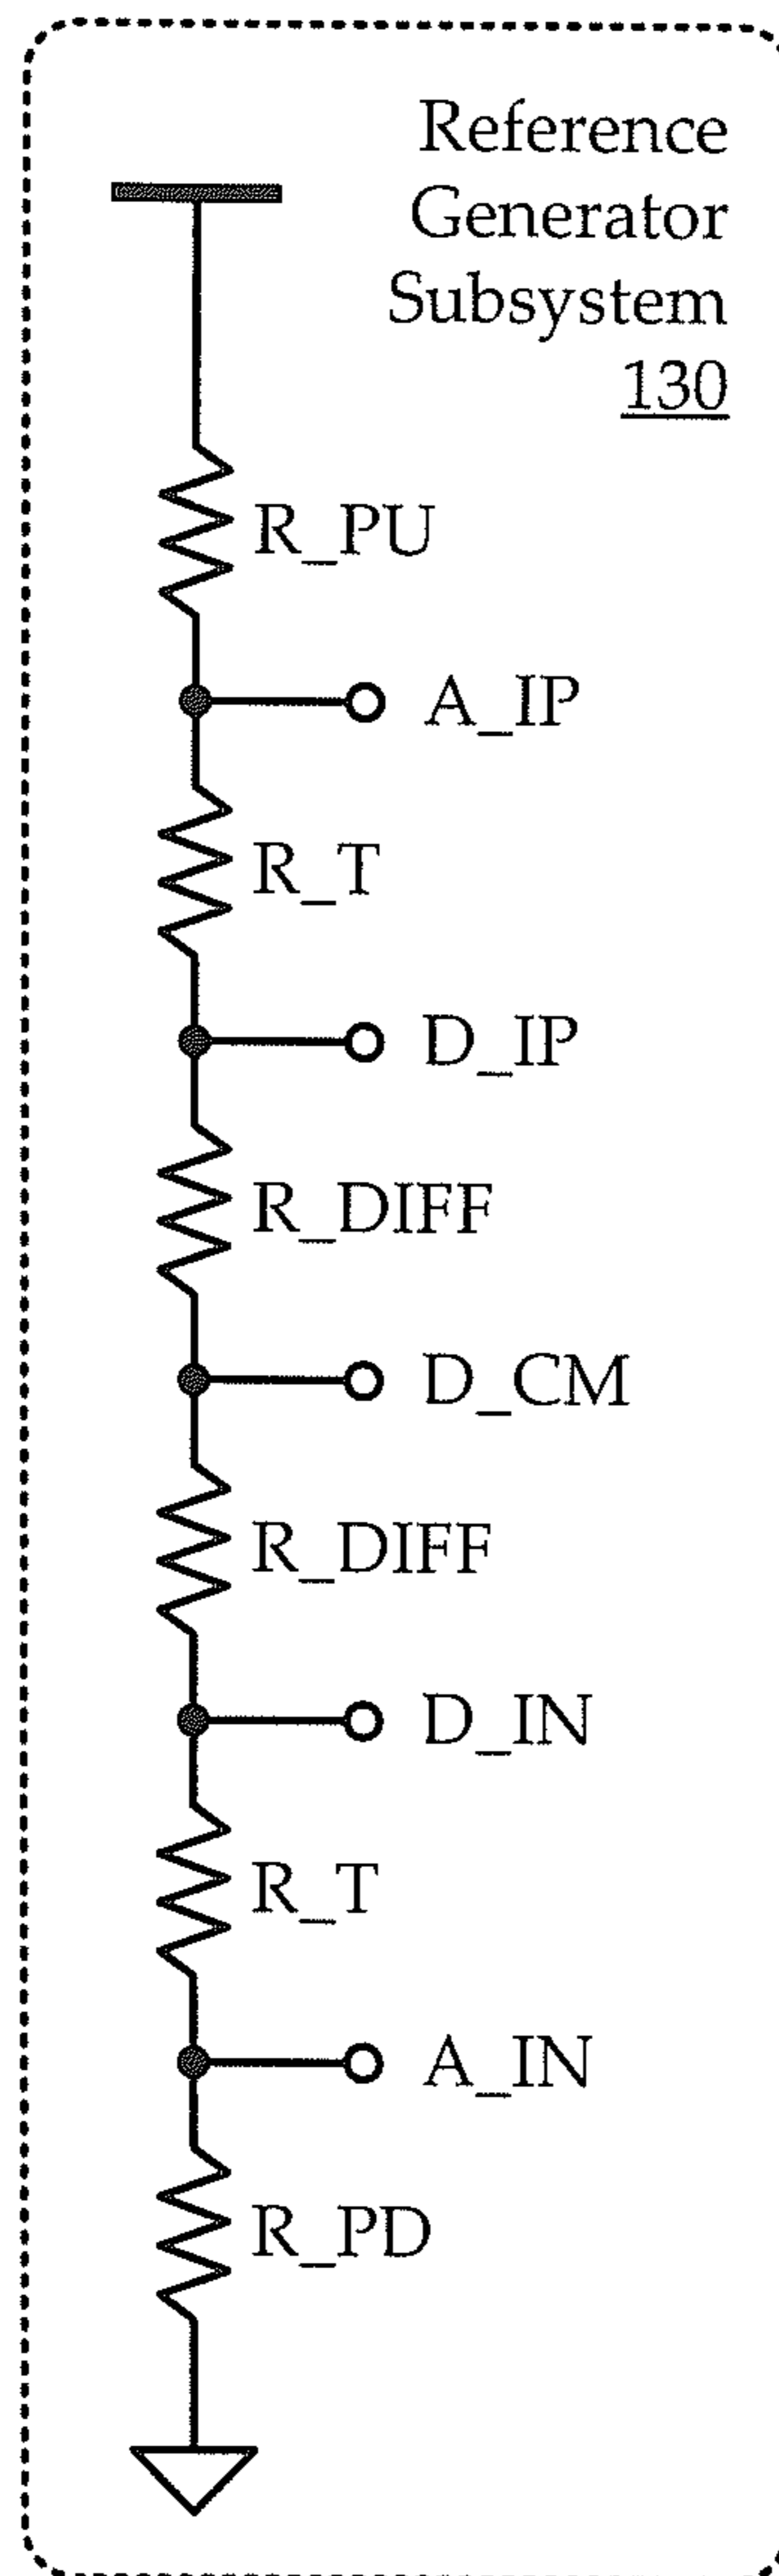 Reference
Generator
Subsystem
130
R_PU
A_IP
R_T
D_IP
R_DIFF
D_CM
R_DIFF
D_IN
R_T
A_IN
R_PD